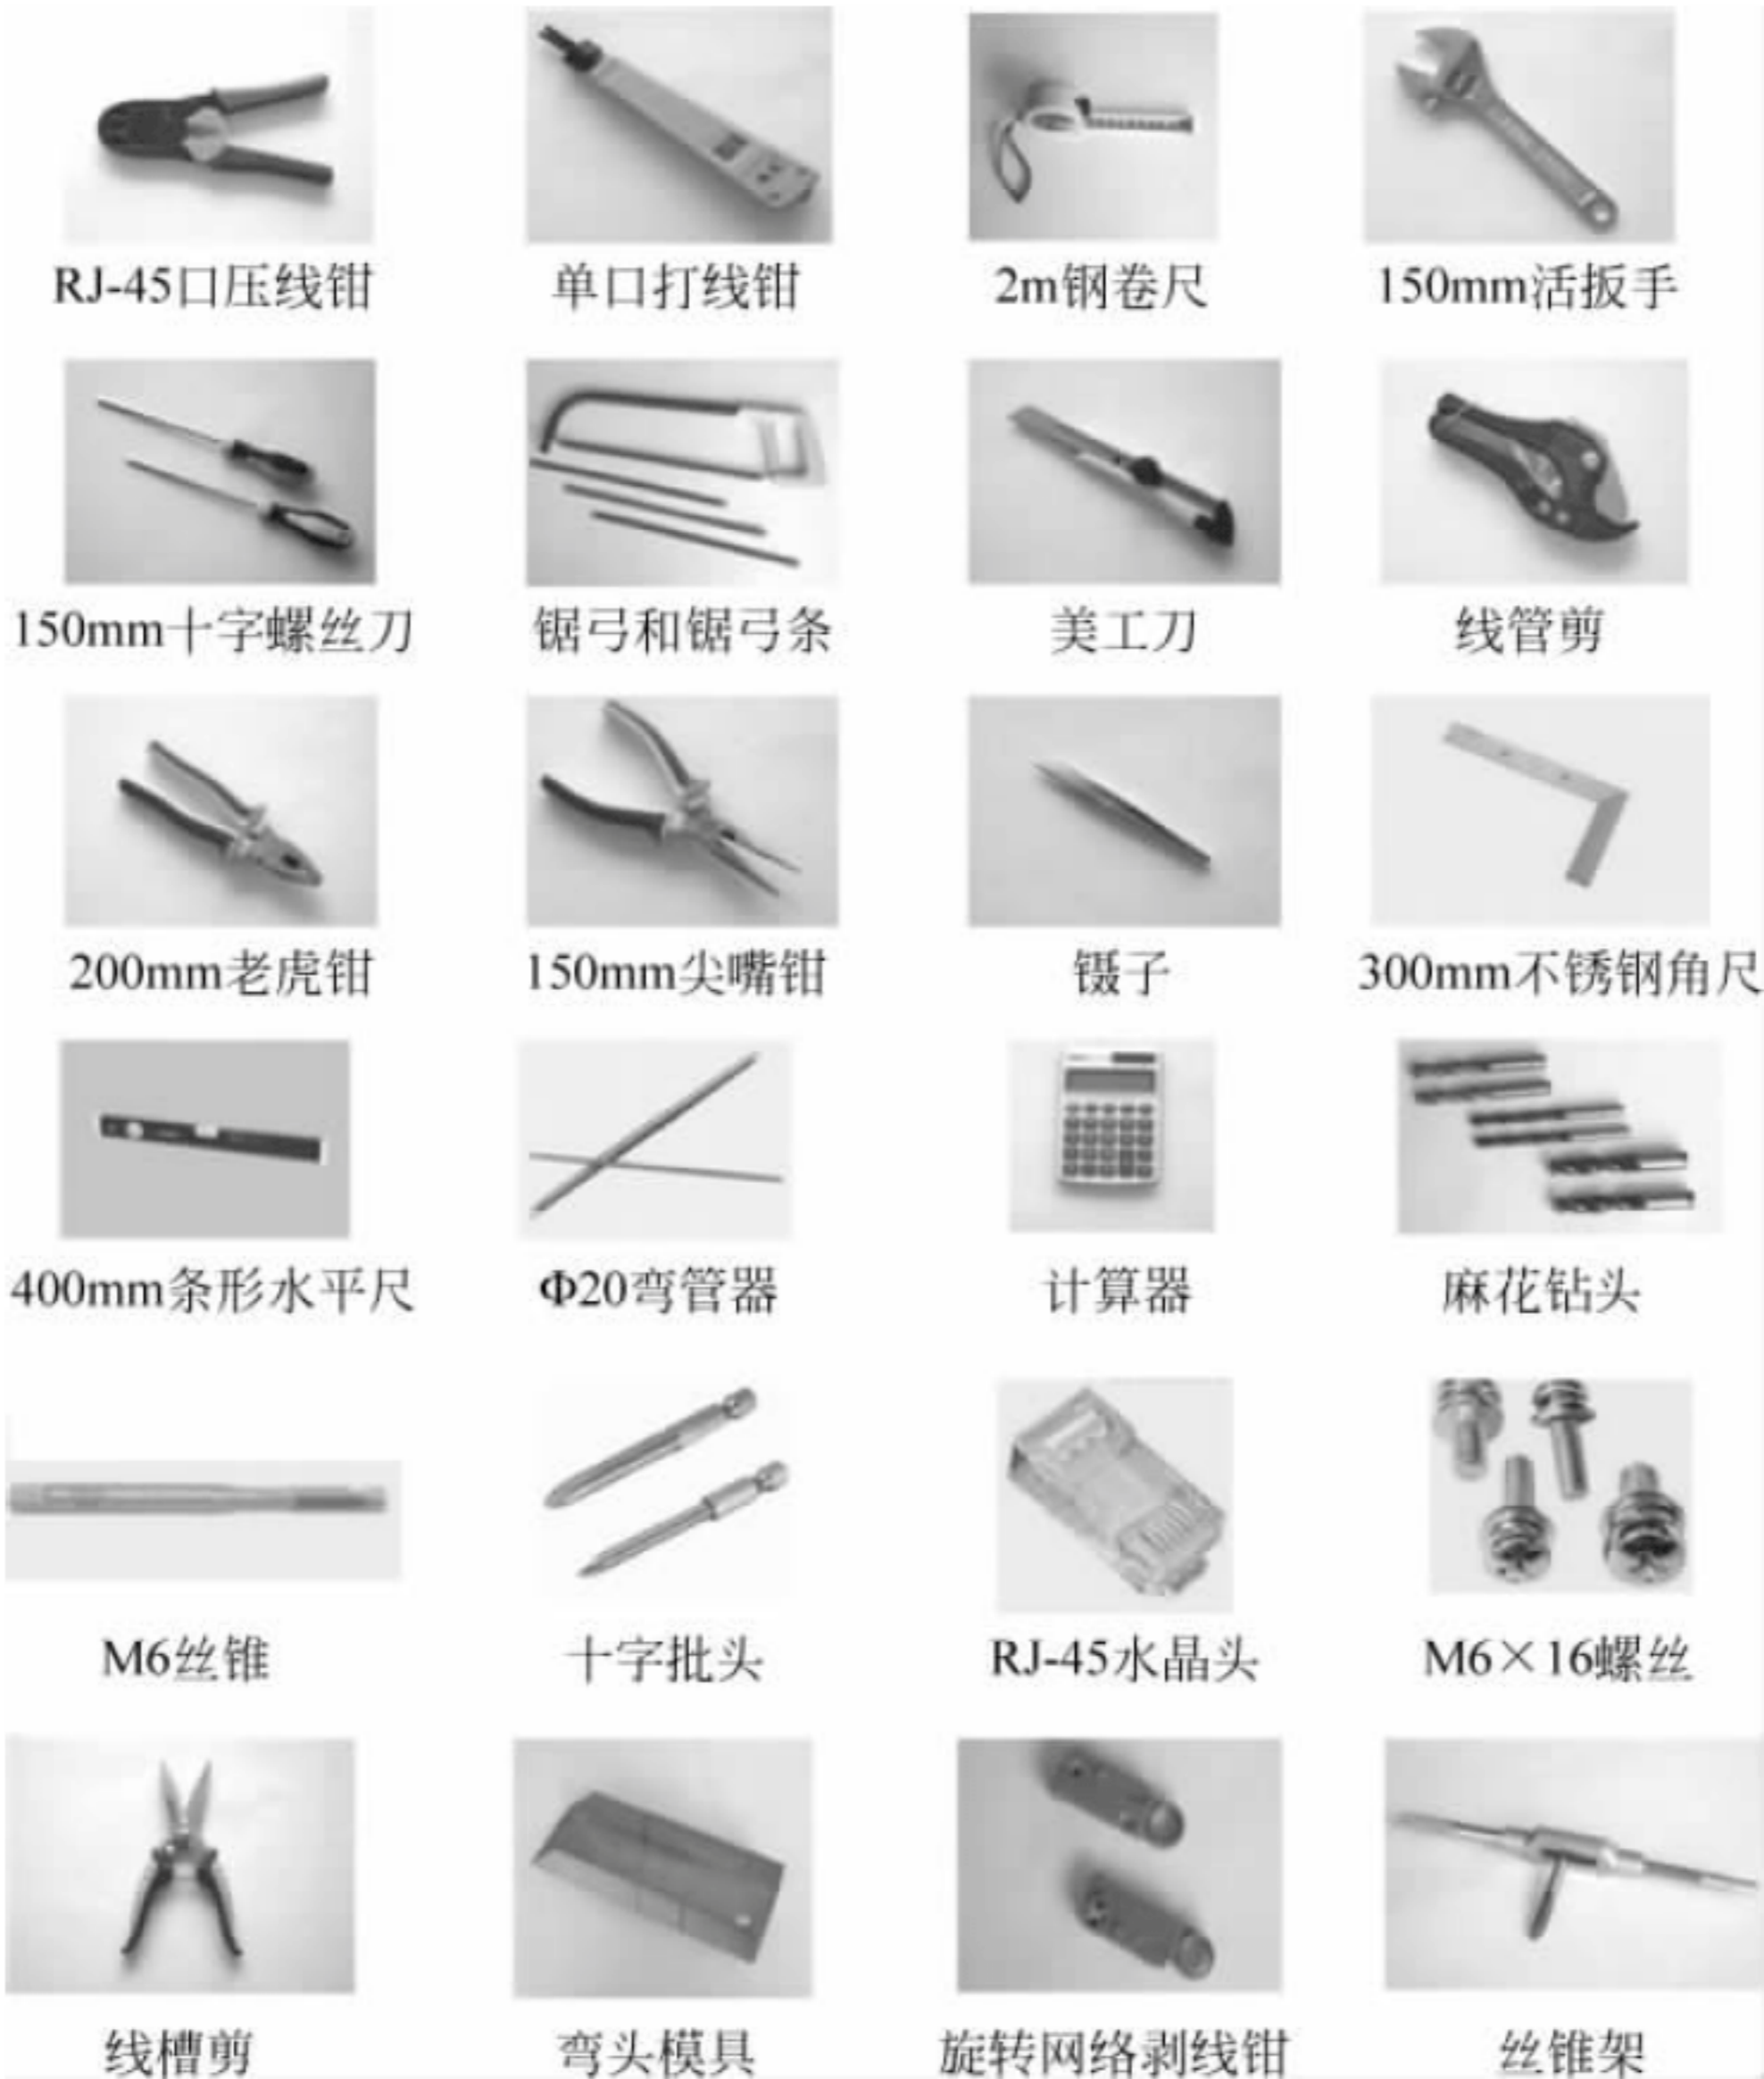 RJ-45口压线钳
单口打线钳
2m钢卷尺
150mm活扳手
150mm十字螺丝刀
锯弓和锯弓条
美工刀
线管剪
200mm老虎钳
150mm尖嘴钳
镊子
300mm不锈钢角尺
400mm条形水平尺
Φ20弯管器
计算器
麻花钻头
M6丝锥
十字批头
RJ-45水晶头
M6×16螺丝
线槽剪
弯头模具
旋转网络剥线钳
丝锥架